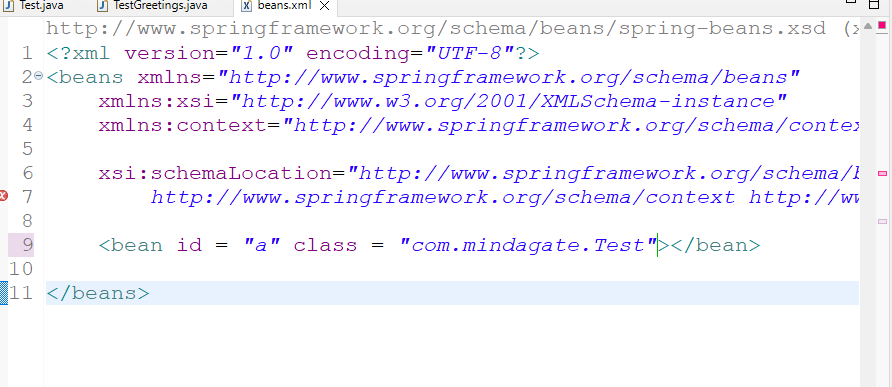 Test.java TestGreetings.java beans.xml
http://www.springframework.org/schema/beans/spring-beans.xsd (x
1 <?xml version="1.0" encoding="UTF-8"?>
2 <beans xmlns="http://www.springframework.org/schema/beans"
3 xmlns:xsi="http://www.w3.org/2001/XMLSchema-instance"
4 xmlns:context="http://www.springframework.org/schema/contex
5
6 xsi:schemaLocation="http://www.springframework.org/schema/b
7 http://www.springframework.org/schema/context http://ww
8
9 <bean id = "a" class = "com.mindagate.Test"></bean>
10
11 </beans>